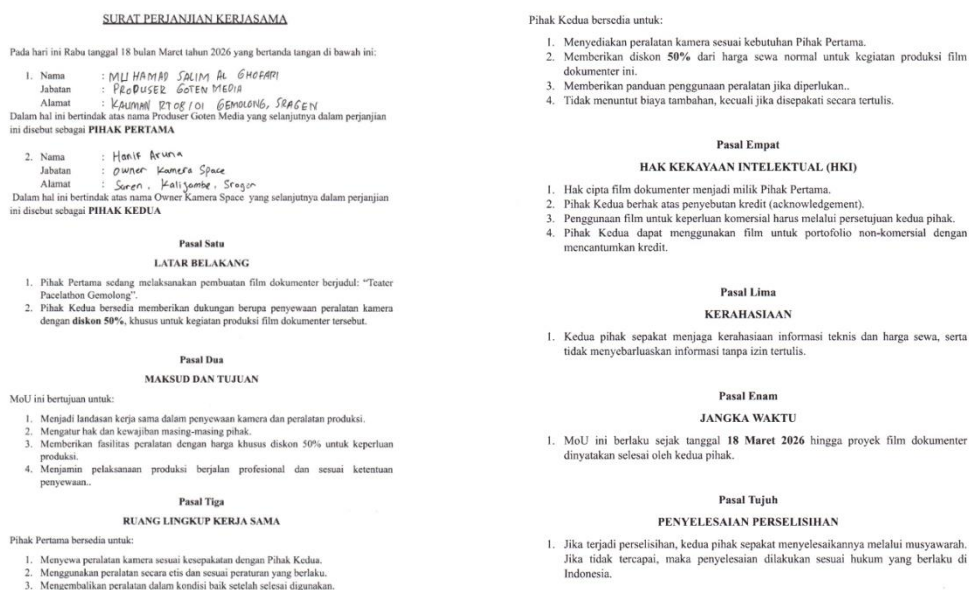 SURAT PERJANJIAN KERJASAMA
Pada hari ini Rabu tanggal 18 bulan Maret tahun 2026 yang bertanda tangan di bawah ini:
1. Nama : MUHAMAD SALIM AL GHOFARI
Jabatan : PRODUSER GOTEN MEDIA
Alamat : KAUMAN RT08/01 GEMOLONG, SRAGEN
Dalam hal ini bertindak atas nama Produser Goten Media yang selanjutnya dalam perjanjian
ini disebut sebagai PIHAK PERTAMA
2. Nama : Hanif Aruna
Jabatan : Owner Kamera Space
Alamat : Saren, Kalijambe, Sragen
Dalam hal ini bertindak atas nama Owner Kamera Space yang selanjutnya dalam perjanjian
ini disebut sebagai PIHAK KEDUA
Pasal Satu
LATAR BELAKANG
1. Pihak Pertama sedang melaksanakan pembuatan film dokumenter berjudul: “Teater
Pacelathon Gemolong”.
2. Pihak Kedua bersedia memberikan dukungan berupa penyewaan peralatan kamera
dengan diskon 50%, khusus untuk kegiatan produksi film dokumenter tersebut.
Pasal Dua
MAKSUD DAN TUJUAN
MoU ini bertujuan untuk:
1. Menjadi landasan kerja sama dalam penyewaan kamera dan peralatan produksi.
2. Mengatur hak dan kewajiban masing-masing pihak.
3. Memberikan fasilitas peralatan dengan harga khusus diskon 50% untuk keperluan
produksi.
4. Menjamin pelaksanaan produksi berjalan profesional dan sesuai ketentuan
penyewaan..
Pasal Tiga
RUANG LINGKUP KERJA SAMA
Pihak Pertama bersedia untuk:
1. Menyewa peralatan kamera sesuai kesepakatan dengan Pihak Kedua.
2. Menggunakan peralatan secara etis dan sesuai peraturan yang berlaku.
3. Mengembalikan peralatan dalam kondisi baik setelah selesai digunakan.
Pihak Kedua bersedia untuk:
1. Menyediakan peralatan kamera sesuai kebutuhan Pihak Pertama.
2. Memberikan diskon 50% dari harga sewa normal untuk kegiatan produksi film
dokumenter ini.
3. Memberikan panduan penggunaan peralatan jika diperlukan..
4. Tidak menuntut biaya tambahan, kecuali jika disepakati secara tertulis.
Pasal Empat
HAK KEKAYAAN INTELEKTUAL (HKI)
1. Hak cipta film dokumenter menjadi milik Pihak Pertama.
2. Pihak Kedua berhak atas penyebutan kredit (acknowledgement).
3. Penggunaan film untuk keperluan komersial harus melalui persetujuan kedua pihak.
4. Pihak Kedua dapat menggunakan film untuk portofolio non-komersial dengan
mencantumkan kredit.
Pasal Lima
KERAHASIAAN
1. Kedua pihak sepakat menjaga kerahasiaan informasi teknis dan harga sewa, serta
tidak menyebarluaskan informasi tanpa izin tertulis.
Pasal Enam
JANGKA WAKTU
1. MoU ini berlaku sejak tanggal 18 Maret 2026 hingga proyek film dokumenter
dinyatakan selesai oleh kedua pihak.
Pasal Tujuh
PENYELESAIAN PERSELISIHAN
1. Jika terjadi perselisihan, kedua pihak sepakat menyelesaikannya melalui musyawarah.
Jika tidak tercapai, maka penyelesaian dilakukan sesuai hukum yang berlaku di
Indonesia.